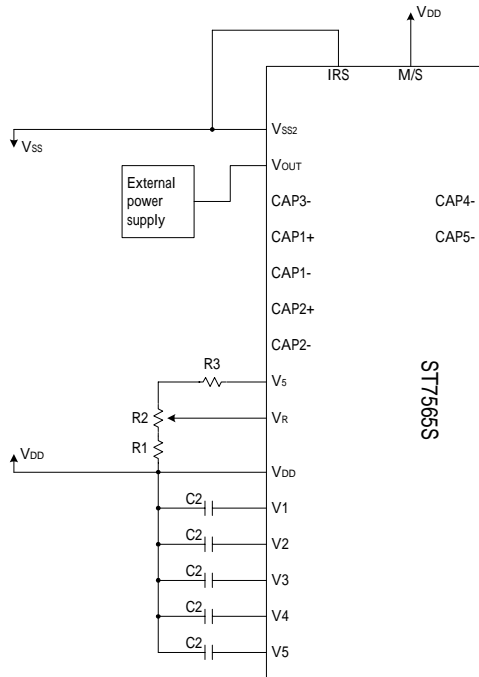 VDD
IRS
M/S
VSS
VSS2
VOUT
External
power
supply
CAP3-
CAP4-
CAP1+
CAP5-
CAP1-
CAP2+
CAP2-
R3
V5
R2
VR
R1
VDD
VDD
C2
V1
C2
V2
C2
V3
C2
V4
C2
V5
ST7565S